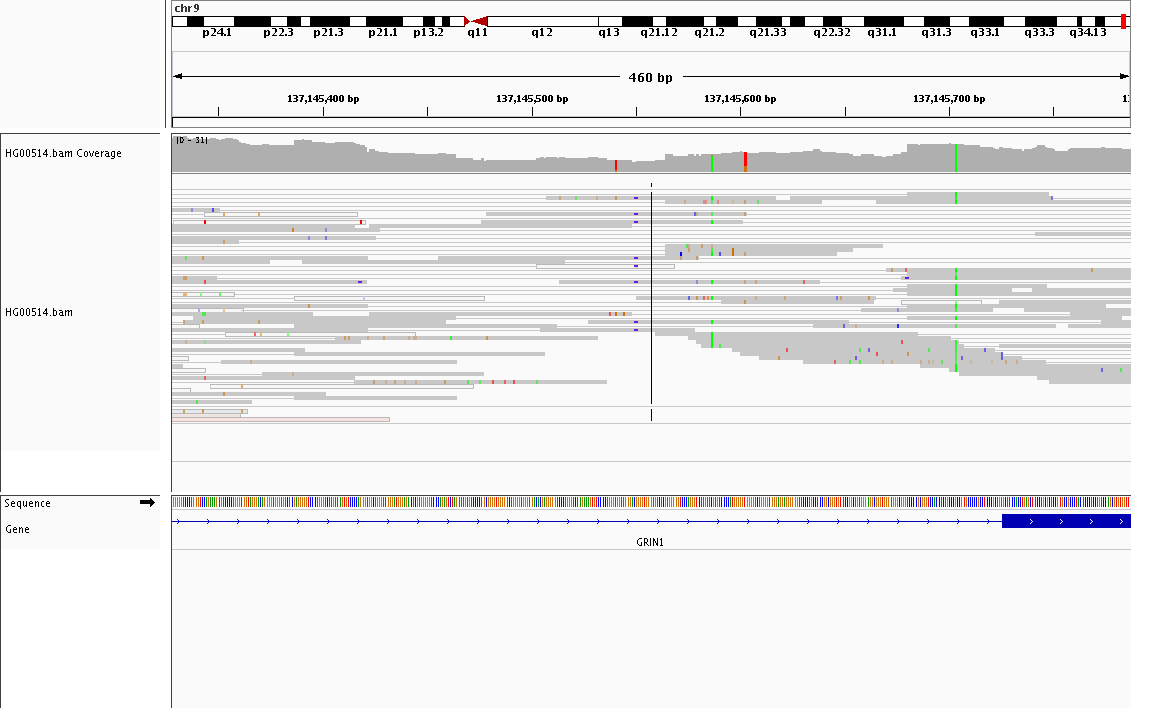 chr9
p24.1 p22.3 p21.3 p21.1 p13.2 q11 q12 q13 q21.12 q21.2 q21.33 q22.32 q31.1 q31.3 q33.1 q33.3 q34.13
460 bp
137,145,400 bp 137,145,500 bp 137,145,600 bp 137,145,700 bp
HG00514.bam Coverage
HG00514.bam
Sequence
Gene
GRIN1